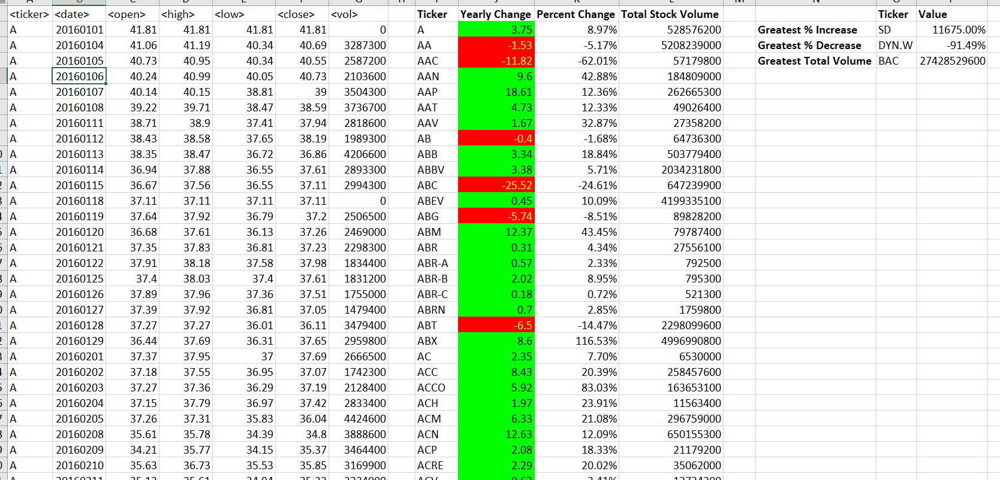 <ticker> <date> <open> <high> <low> <close> <vol> Ticker Yearly Change Percent Change Total Stock Volume Ticker Value
A 20160101 41.81 41.81 41.81 41.81 0 A 3.75 8.97% 528576200 Greatest % Increase SD 11675.00%
A 20160104 41.06 41.19 40.34 40.69 3287300 AA -1.53 -5.17% 5208239000 Greatest % Decrease DYN.W -91.49%
A 20160105 40.73 40.95 40.34 40.55 2587200 AAC -11.82 -62.01% 57179800 Greatest Total Volume BAC 27428529600
A 20160106 40.24 40.99 40.05 40.73 2103600 AAN 9.6 42.88% 184809000
A 20160107 40.14 40.15 38.81 39 3504300 AAP 18.61 12.36% 262665300
A 20160108 39.22 39.71 38.47 38.59 3736700 AAT 4.73 12.33% 49026400
A 20160111 38.71 38.9 37.41 37.94 2818600 AAV 1.67 32.87% 27358200
A 20160112 38.43 38.58 37.65 38.19 1989300 AB -0.4 -1.68% 64736300
A 20160113 38.35 38.47 36.72 36.86 4206600 ABB 3.34 18.84% 503779400
A 20160114 36.94 37.88 36.55 37.61 2893300 ABBV 3.38 5.71% 2034231800
A 20160115 36.67 37.56 36.55 37.11 2994300 ABC -25.52 -24.61% 647239900
A 20160118 37.11 37.11 37.11 37.11 0 ABEV 0.45 10.09% 4199335100
A 20160119 37.64 37.92 36.79 37.2 2506500 ABG -5.74 -8.51% 89828200
A 20160120 36.68 37.61 36.13 37.26 2469000 ABM 12.37 43.45% 79787400
A 20160121 37.35 37.83 36.81 37.23 2298300 ABR 0.31 4.34% 27556100
A 20160122 37.91 38.18 37.58 37.98 1834400 ABR-A 0.57 2.33% 792500
A 20160125 37.4 38.03 37.4 37.61 1831200 ABR-B 2.02 8.95% 795300
A 20160126 37.89 37.96 37.36 37.51 1755000 ABR-C 0.18 0.72% 521300
A 20160127 37.39 37.92 36.81 37.05 1479400 ABRN 0.7 2.85% 1759800
A 20160128 37.27 37.27 36.01 36.11 3479400 ABT -6.5 -14.47% 2298099600
A 20160129 36.44 37.69 36.31 37.65 2959800 ABX 8.6 116.53% 4996990800
A 20160201 37.37 37.95 37 37.69 2666500 AC 2.35 7.70% 6530000
A 20160202 37.18 37.55 36.95 37.07 1742300 ACC 8.43 20.39% 258457600
A 20160203 37.27 37.36 36.29 37.19 2128400 ACCO 5.92 83.03% 163653100
A 20160204 37.15 37.79 36.97 37.42 2833400 ACH 1.97 23.91% 11563400
A 20160205 37.26 37.31 35.83 36.04 4424600 ACM 6.33 21.08% 296759000
A 20160208 35.61 35.78 34.39 34.8 3888600 ACN 12.63 12.09% 650155300
A 20160209 34.21 35.77 34.15 35.37 3464400 ACP 2.08 18.33% 21179200
A 20160210 35.63 36.73 35.53 35.85 3169900 ACRE 2.29 20.02% 35062000